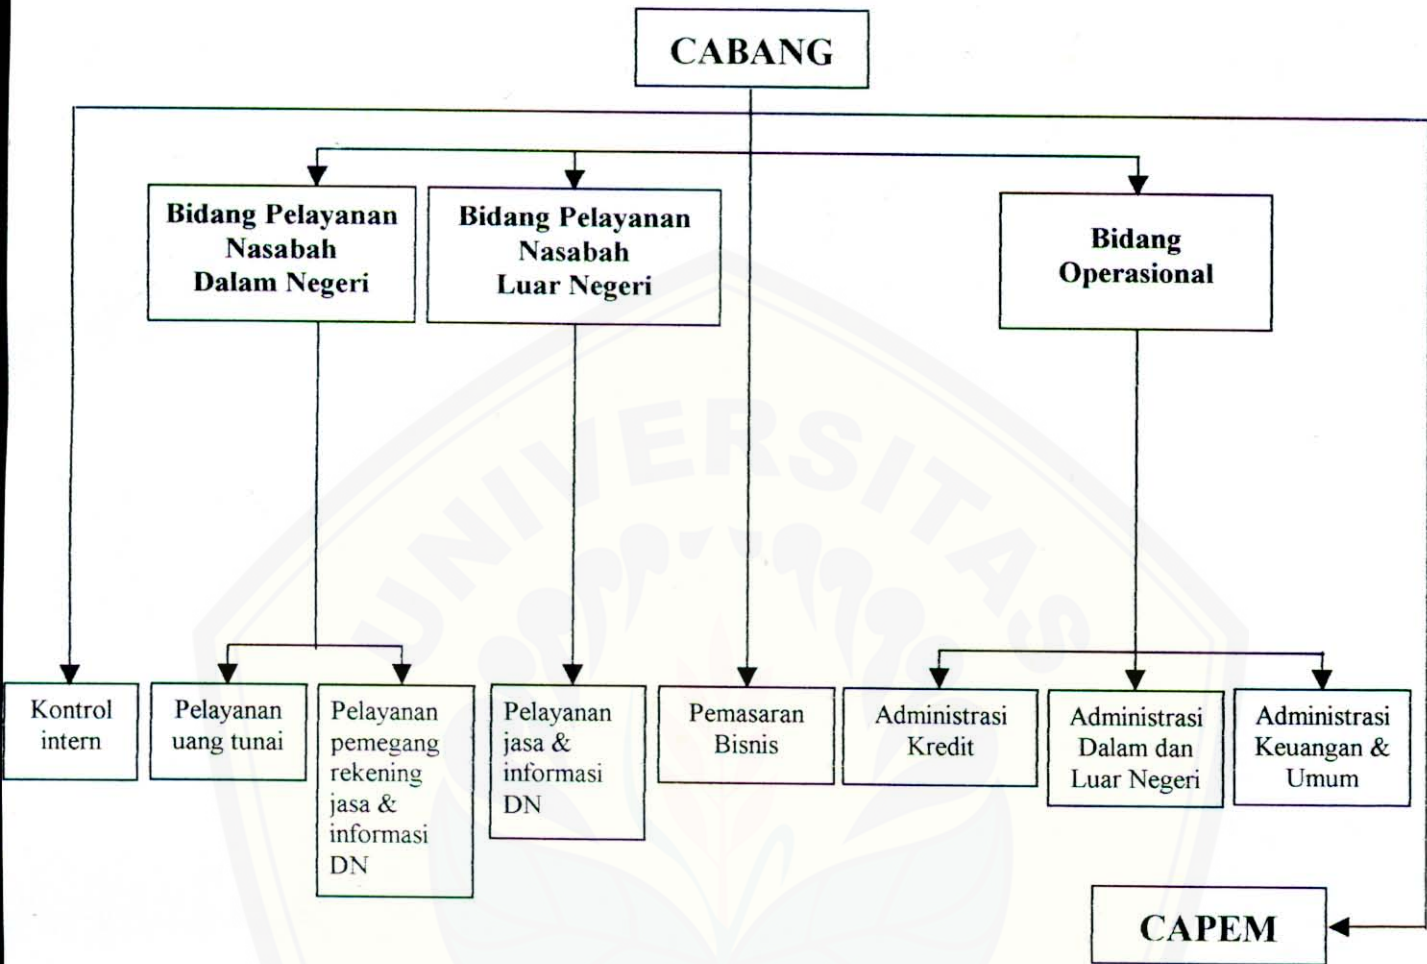 CABANG
Bidang Pelayanan
Nasabah
Dalam Negeri
Bidang Pelayanan
Nasabah
Luar Negeri
Bidang
Operasional
UNIVERSITAS
Kontrol
intern
Pelayanan
uang tunai
Pelayanan
pemegang
rekening
jasa &
informasi
DN
Pelayanan
jasa &
informasi
DN
Pemasaran
Bisnis
Administrasi
Kredit
Administrasi
Dalam dan
Luar Negeri
Administrasi
Keuangan &
Umum
CAPEM